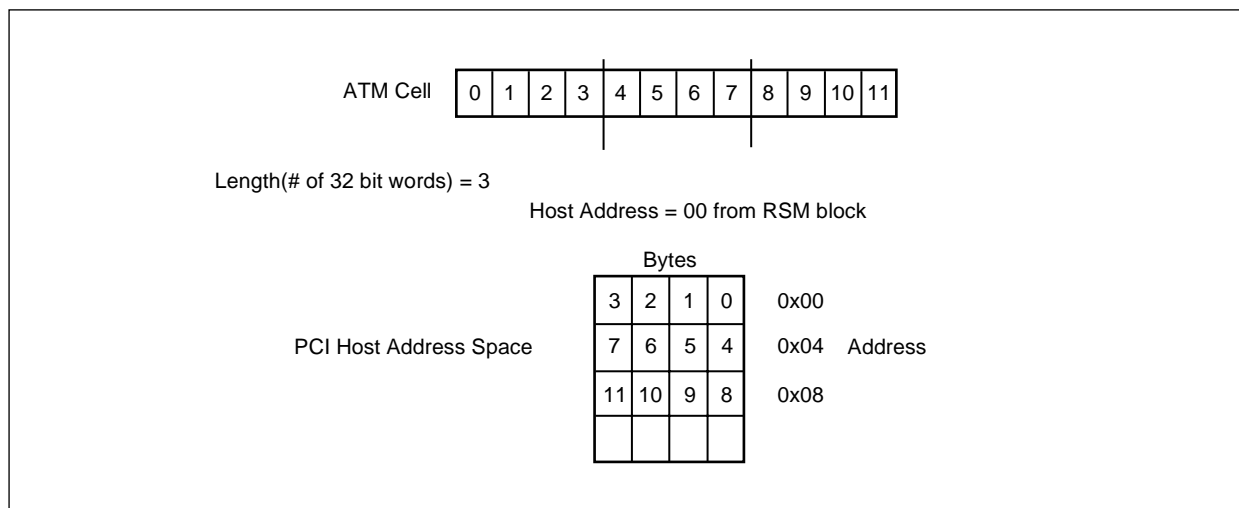 ATM Cell 0 1 2 3 4 5 6 7 8 9 10 11
Length(# of 32 bit words) = 3
Host Address = 00 from RSM block
Bytes
3 2 1 0 0x00
PCI Host Address Space 7 6 5 4 0x04 Address
11 10 9 8 0x08